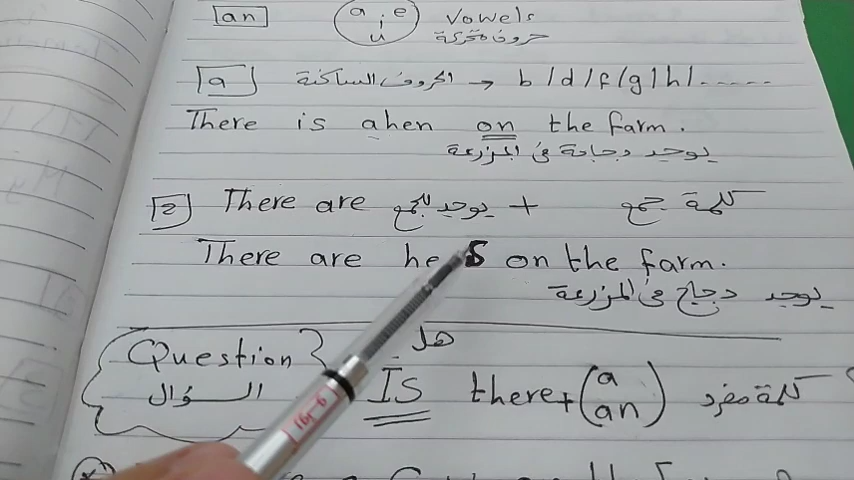 an a i e u Vowels
حروف متحركة
a الحروف الساكنة → b/d/f/g/h/.....
There is a hen on the farm.
يوجد دجاجة في المزرعة
2 There are يوجد للجمع + كلمة جمع
There are he s on the farm.
يوجد دجاج في المزرعة
Question هل
السؤال Is there + (a an) كلمة مفرد